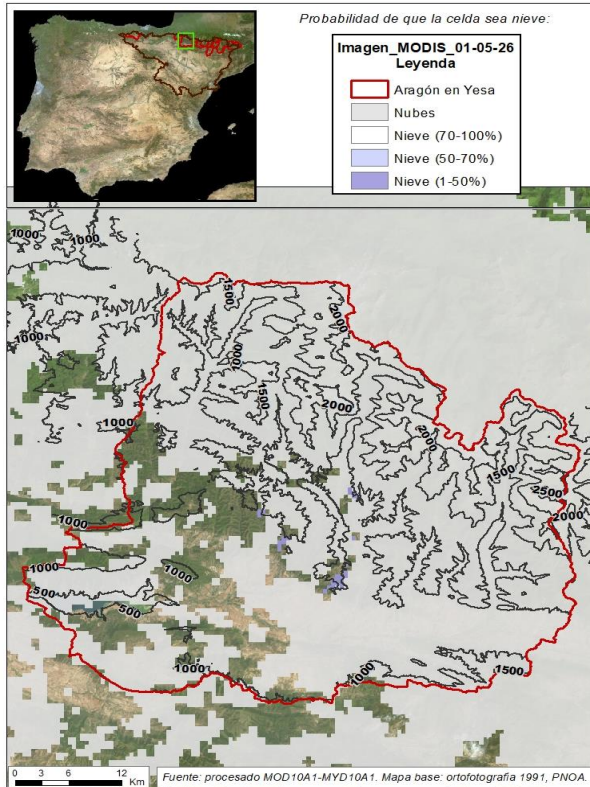 Probabilidad de que la celda sea nieve:
Imagen_MODIS_01-05-26
Leyenda
Aragón en Yesa
Nubes
Nieve (70-100%)
Nieve (50-70%)
Nieve (1-50%)
1000
1000
1500
2000
1000
1000
1500
2000
1000
2000
1500
2500
2000
1000
1000
1000
500
500
1000
1000
1500
0 3 6 12
Km
Fuente: procesado MOD10A1-MYD10A1. Mapa base: ortofotografia 1991, PNOA.